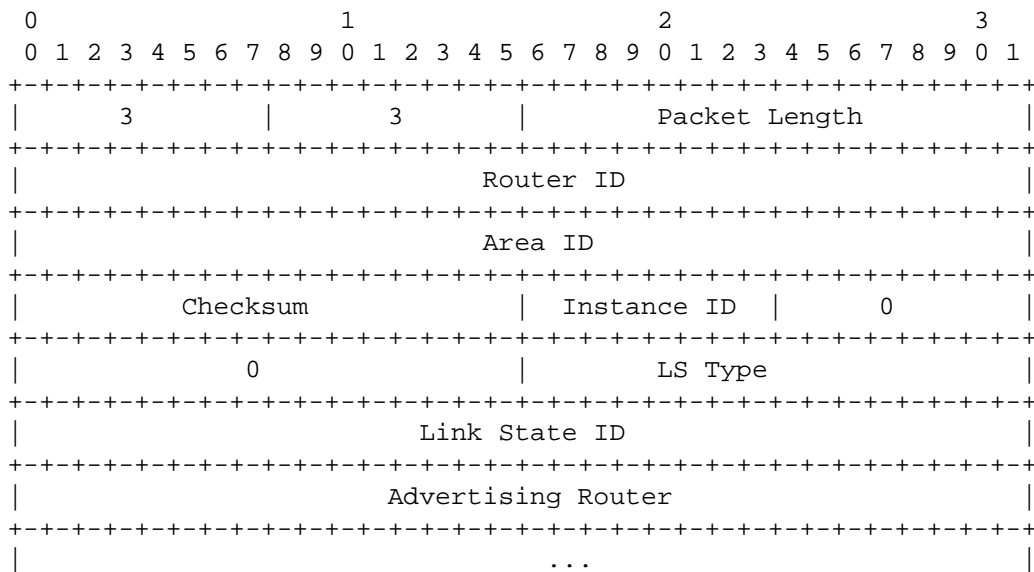 0                   1                   2                   3
 0 1 2 3 4 5 6 7 8 9 0 1 2 3 4 5 6 7 8 9 0 1 2 3 4 5 6 7 8 9 0 1
+-+-+-+-+-+-+-+-+-+-+-+-+-+-+-+-+-+-+-+-+-+-+-+-+-+-+-+-+-+-+-+-+
|      3        |       3       |        Packet Length          |
+-+-+-+-+-+-+-+-+-+-+-+-+-+-+-+-+-+-+-+-+-+-+-+-+-+-+-+-+-+-+-+-+
|                             Router ID                         |
+-+-+-+-+-+-+-+-+-+-+-+-+-+-+-+-+-+-+-+-+-+-+-+-+-+-+-+-+-+-+-+-+
|                             Area ID                           |
+-+-+-+-+-+-+-+-+-+-+-+-+-+-+-+-+-+-+-+-+-+-+-+-+-+-+-+-+-+-+-+-+
|          Checksum             |  Instance ID  |      0        |
+-+-+-+-+-+-+-+-+-+-+-+-+-+-+-+-+-+-+-+-+-+-+-+-+-+-+-+-+-+-+-+-+
|              0                |        LS Type                |
+-+-+-+-+-+-+-+-+-+-+-+-+-+-+-+-+-+-+-+-+-+-+-+-+-+-+-+-+-+-+-+-+
|                         Link State ID                         |
+-+-+-+-+-+-+-+-+-+-+-+-+-+-+-+-+-+-+-+-+-+-+-+-+-+-+-+-+-+-+-+-+
|                       Advertising Router                      |
+-+-+-+-+-+-+-+-+-+-+-+-+-+-+-+-+-+-+-+-+-+-+-+-+-+-+-+-+-+-+-+-+
|                                 ...                           |